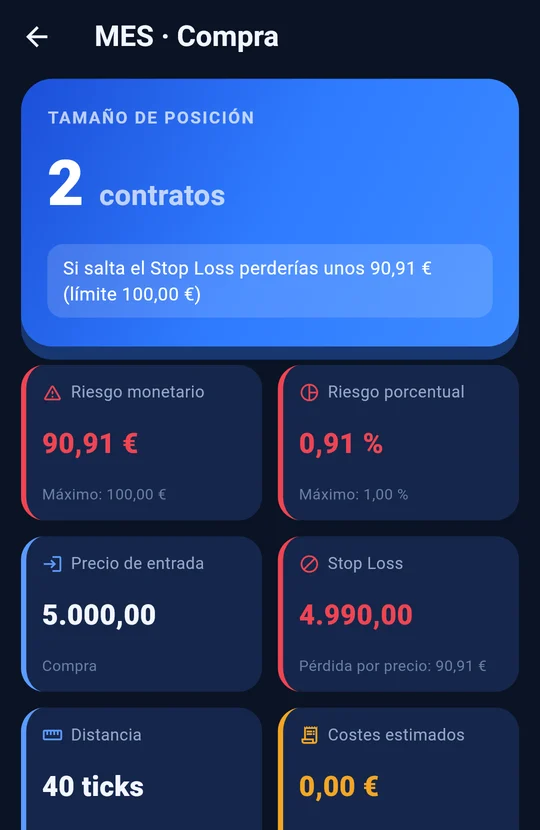 MES · Compra
TAMAÑO DE POSICIÓN
2 contratos
Si salta el Stop Loss perderías unos 90,91 €
(límite 100,00 €)
Riesgo monetario
90,91 €
Máximo: 100,00 €
Riesgo porcentual
0,91 %
Máximo: 1,00 %
Precio de entrada
5.000,00
Compra
Stop Loss
4.990,00
Pérdida por precio: 90,91 €
Distancia
40 ticks
Costes estimados
0,00 €